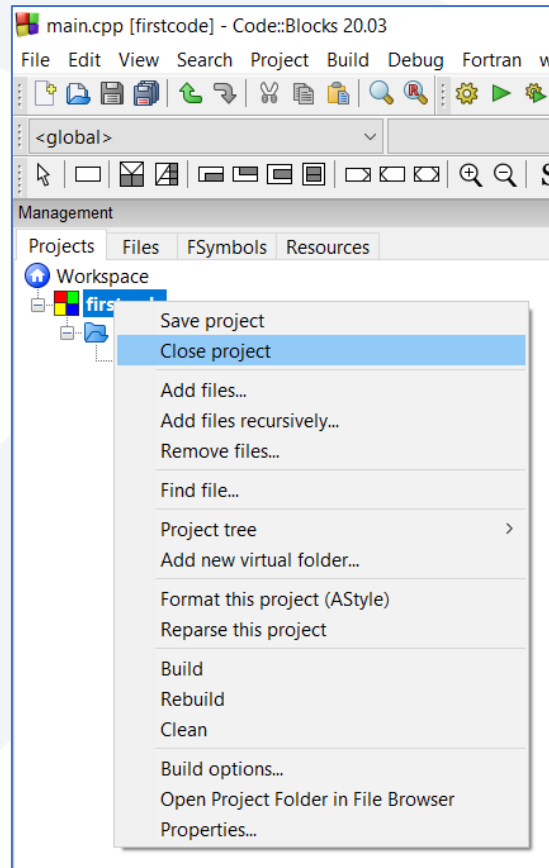 main.cpp [firstcode] - Code::Blocks 20.03
File Edit View Search Project Build Debug Fortran w
<global>
S
Management
Projects Files FSymbols Resources
Workspace
Save project
Close project
Add files...
Add files recursively...
Remove files...
Find file...
Project tree
Add new virtual folder...
Format this project (AStyle)
Reparse this project
Build
Rebuild
Clean
Build options...
Open Project Folder in File Browser
Properties...